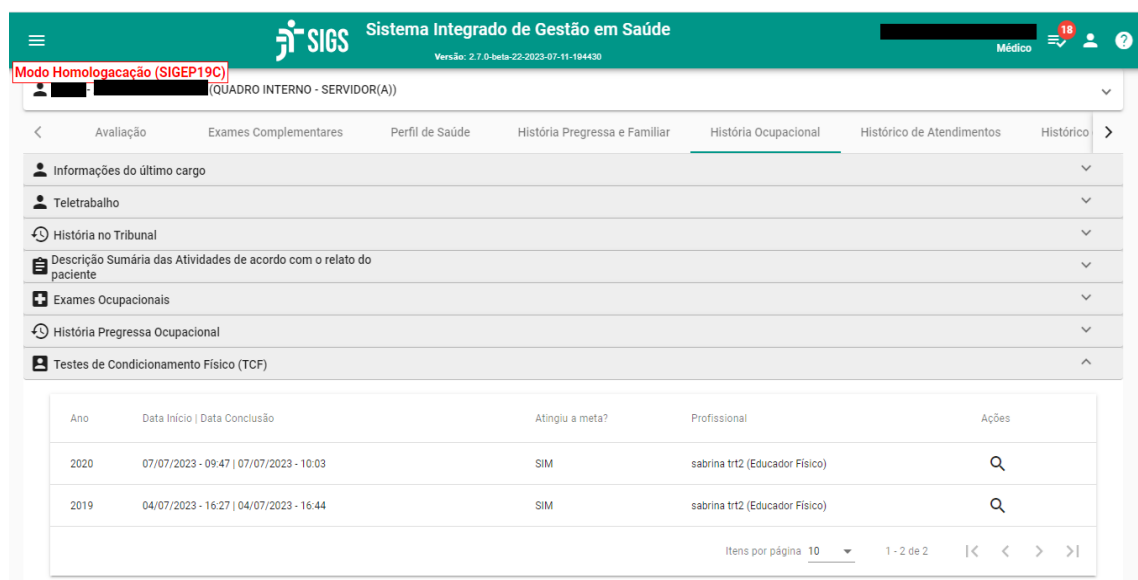 SIGS
Sistema Integrado de Gestão em Saúde
Versão: 2.7.0-beta-22-2023-07-11-194430
Médico
18
Modo Homologacação (SIGEP19C)
- (QUADRO INTERNO - SERVIDOR(A))
Avaliação Exames Complementares Perfil de Saúde História Pregressa e Familiar História Ocupacional Histórico de Atendimentos Histórico
Informações do último cargo
Teletrabalho
História no Tribunal
Descrição Sumária das Atividades de acordo com o relato do
paciente
Exames Ocupacionais
História Pregressa Ocupacional
Testes de Condicionamento Físico (TCF)
Ano Data Início | Data Conclusão Atingiu a meta? Profissional Ações
2020 07/07/2023 - 09:47 | 07/07/2023 - 10:03 SIM sabrina trt2 (Educador Físico)
2019 04/07/2023 - 16:27 | 04/07/2023 - 16:44 SIM sabrina trt2 (Educador Físico)
Itens por página 10 1 - 2 de 2